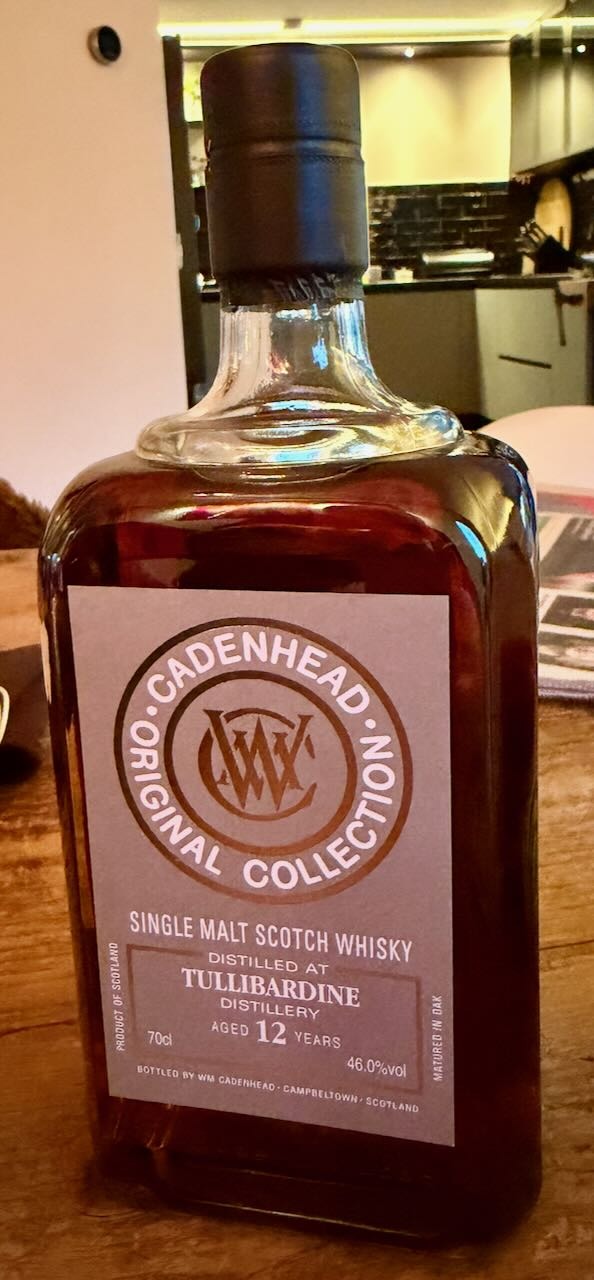 CADENHEAD
ORIGINAL COLLECTION
WC
SINGLE MALT SCOTCH WHISKY
DISTILLED AT
TULLIBARDINE
DISTILLERY
AGED 12 YEARS
70cl
46.0%vol
PRODUCT OF SCOTLAND
MATURED IN OAK
BOTTLED BY WM CADENHEAD · CAMPBELTOWN · SCOTLAND